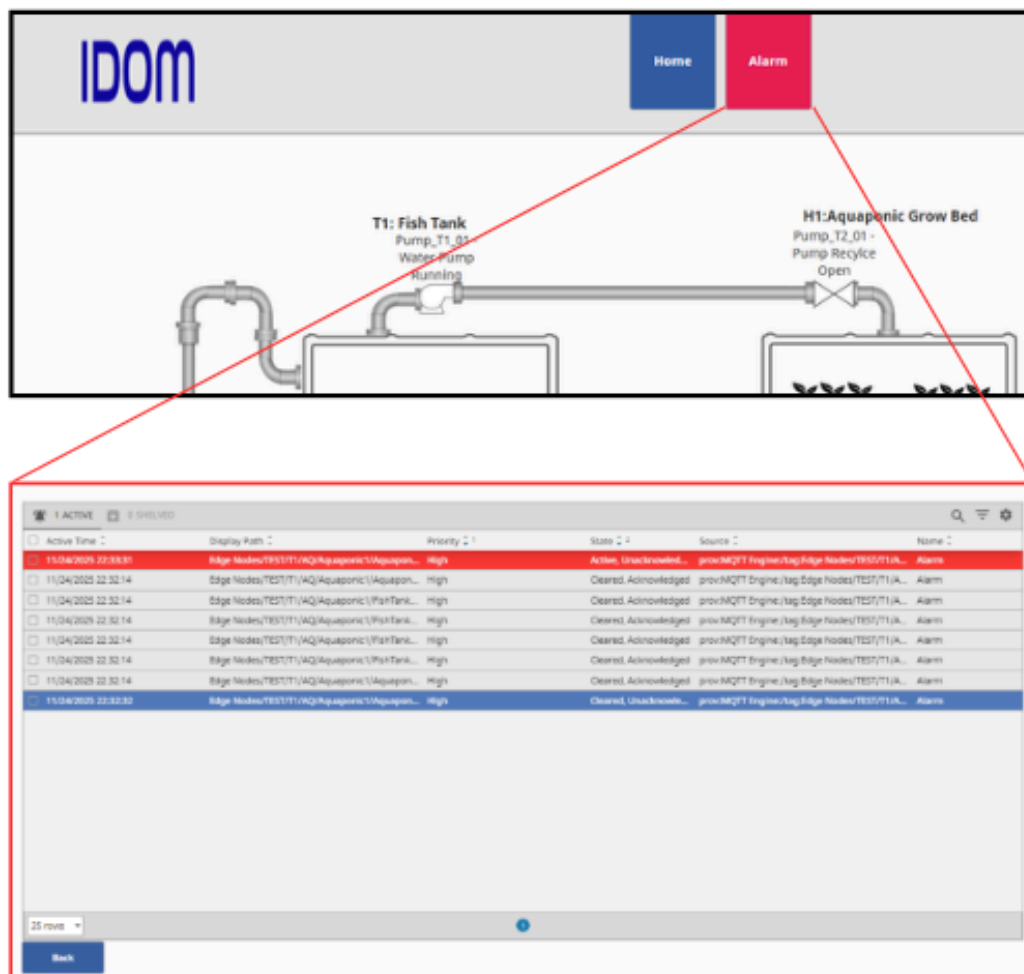 IDOM
Home
Alarm
T1: Fish Tank
Pump_T1_01 -
Water Pump
Running
H1:Aquaponic Grow Bed
Pump_T2_01 -
Pump Recylce
Open
1 ACTIVE 0 SHELVED
Active Time Display Path Priority 1 State 2 Source Name
11/24/2025 22:33:31 Edge Nodes/TEST/T1/AQ/Aquaponic1/Aquapon... High Active, Unacknowled... prov:MQTT Engine:/tag:Edge Nodes/TEST/T1/A... Alarm
11/24/2025 22:32:14 Edge Nodes/TEST/T1/AQ/Aquaponic1/Aquapon... High Cleared, Acknowledged prov:MQTT Engine:/tag:Edge Nodes/TEST/T1/A... Alarm
11/24/2025 22:32:14 Edge Nodes/TEST/T1/AQ/Aquaponic1/FishTank... High Cleared, Acknowledged prov:MQTT Engine:/tag:Edge Nodes/TEST/T1/A... Alarm
11/24/2025 22:32:14 Edge Nodes/TEST/T1/AQ/Aquaponic1/FishTank... High Cleared, Acknowledged prov:MQTT Engine:/tag:Edge Nodes/TEST/T1/A... Alarm
11/24/2025 22:32:14 Edge Nodes/TEST/T1/AQ/Aquaponic1/FishTank... High Cleared, Acknowledged prov:MQTT Engine:/tag:Edge Nodes/TEST/T1/A... Alarm
11/24/2025 22:32:14 Edge Nodes/TEST/T1/AQ/Aquaponic1/FishTank... High Cleared, Acknowledged prov:MQTT Engine:/tag:Edge Nodes/TEST/T1/A... Alarm
11/24/2025 22:32:14 Edge Nodes/TEST/T1/AQ/Aquaponic1/Aquapon... High Cleared, Acknowledged prov:MQTT Engine:/tag:Edge Nodes/TEST/T1/A... Alarm
11/24/2025 22:32:32 Edge Nodes/TEST/T1/AQ/Aquaponic1/Aquapon... High Cleared, Unacknowle... prov:MQTT Engine:/tag:Edge Nodes/TEST/T1/A... Alarm
25 rows 1
Back